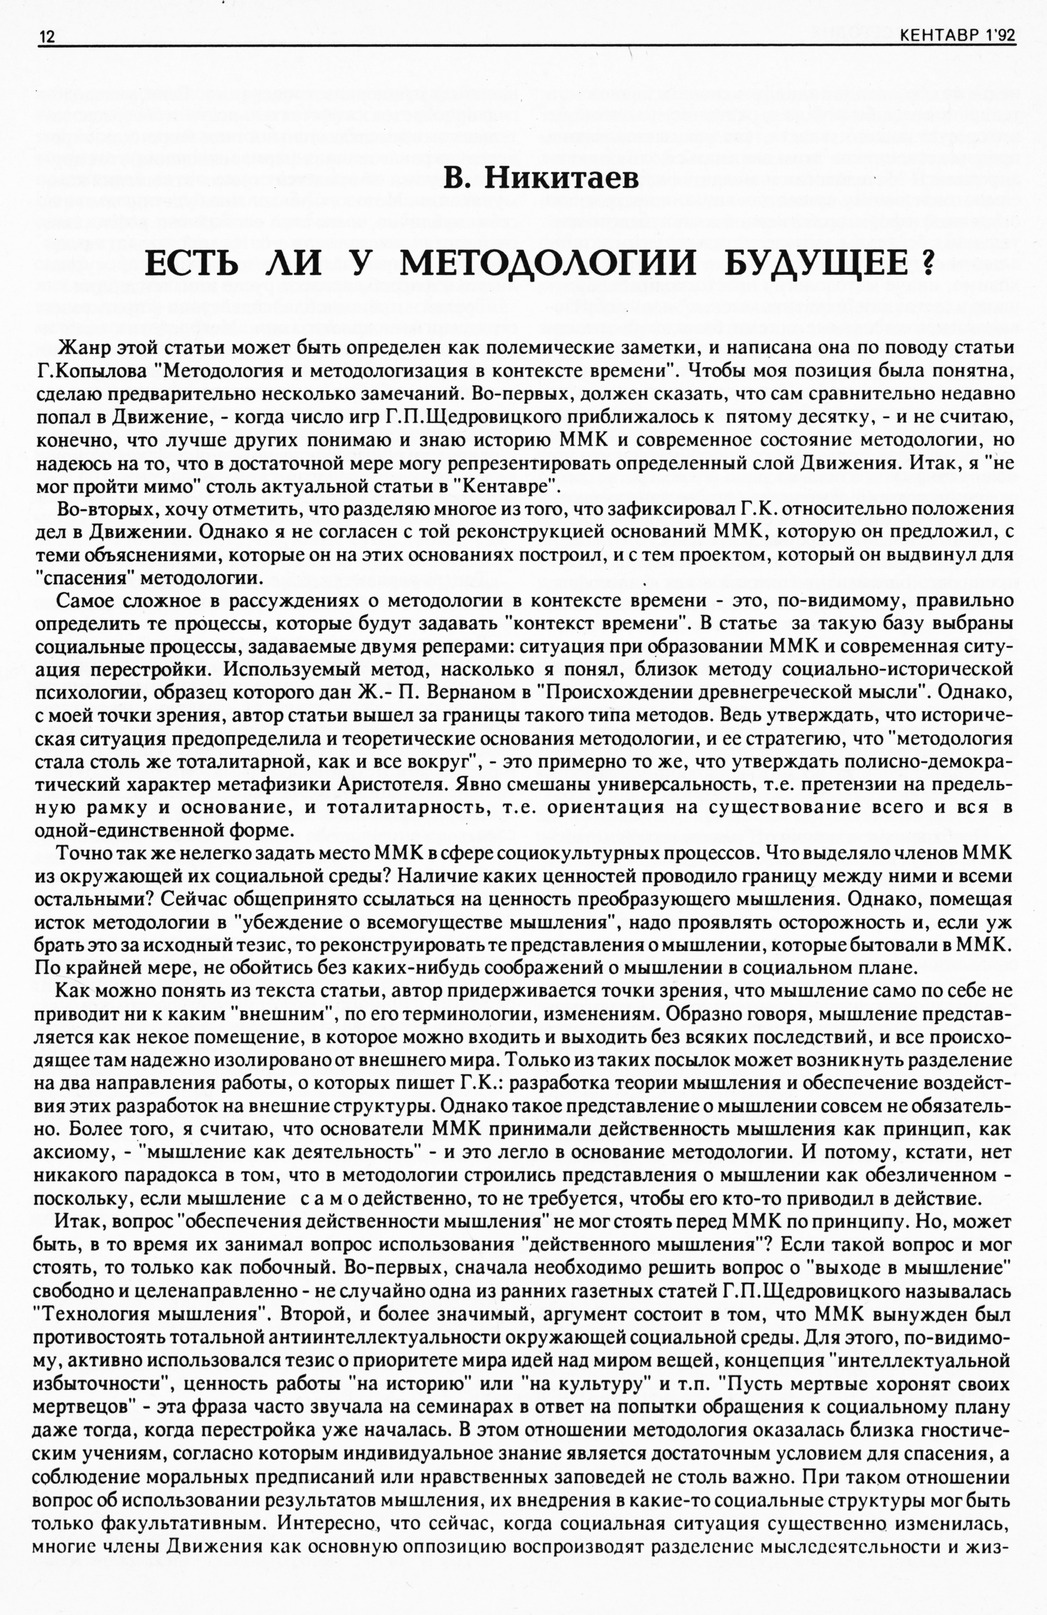 12
КЕНТАВР 1'92
В. Никитаев
ЕСТЬ ЛИ У МЕТОДОЛОГИИ БУДУЩЕЕ ?
Жанр этой статьи может быть определен как полемические заметки, и написана она по поводу статьи
Г.Копылова "Методология и методологизация в контексте времени". Чтобы моя позиция была понятна,
сделаю предварительно несколько замечаний. Во-первых, должен сказать, что сам сравнительно недавно
попал в Движение, - когда число игр Г.П.Щедровицкого приближалось к пятому десятку, - и не считаю,
конечно, что лучше других понимаю и знаю историю ММК и современное состояние методологии, но
надеюсь на то, что в достаточной мере могу репрезентировать определенный слой Движения. Итак, я "не
мог пройти мимо" столь актуальной статьи в "Кентавре".
Во-вторых, хочу отметить, что разделяю многое из того, что зафиксировал Г.К. относительно положения
дел в Движении. Однако я не согласен с той реконструкцией оснований ММК, которую он предложил, с
теми объяснениями, которые он на этих основаниях построил, и с тем проектом, который он выдвинул для
"спасения" методологии.
Самое сложное в рассуждениях о методологии в контексте времени - это, по-видимому, правильно
определить те процессы, которые будут задавать "контекст времени". В статье за такую базу выбраны
социальные процессы, задаваемые двумя реперами: ситуация при образовании ММК и современная ситу-
ация перестройки. Используемый метод, насколько я понял, близок методу социально-исторической
психологии, образец которого дан Ж.- П. Вернаном в "Происхождении древнегреческой мысли". Однако,
с моей точки зрения, автор статьи вышел за границы такого типа методов. Ведь утверждать, что историче-
ская ситуация предопределила и теоретические основания методологии, и ее стратегию, что "методология
стала столь же тоталитарной, как и все вокруг", - это примерно то же, что утверждать полисно-демокра-
тический характер метафизики Аристотеля. Явно смешаны универсальность, т.е. претензии на предель-
ную рамку и основание, и тоталитарность, т.е. ориентация на существование всего и вся в
одной-единственной форме.
Точно так же нелегко задать место ММК в сфере социокультурных процессов. Что выделяло членов ММК
из окружающей их социальной среды? Наличие каких ценностей проводило границу между ними и всеми
остальными? Сейчас общепринято ссылаться на ценность преобразующего мышления. Однако, помещая
исток методологии в "убеждение о всемогуществе мышления", надо проявлять осторожность и, если уж
брать это за исходный тезис, то реконструировать те представления о мышлении, которые бытовали в ММК.
По крайней мере, не обойтись без каких-нибудь соображений о мышлении в социальном плане.
Как можно понять из текста статьи, автор придерживается точки зрения, что мышление само по себе не
приводит ни к каким "внешним", по его терминологии, изменениям. Образно говоря, мышление представ-
ляется как некое помещение, в которое можно входить и выходить без всяких последствий, и все происхо-
дящее там надежно изолировано от внешнего мира. Только из таких посылок может возникнуть разделение
на два направления работы, о которых пишет Г.К.: разработка теории мышления и обеспечение воздейст-
вия этих разработок на внешние структуры. Однако такое представление о мышлении совсем не обязатель-
но. Более того, я считаю, что основатели ММК принимали действенность мышления как принцип, как
аксиому, - "мышление как деятельность" - и это легло в основание методологии. И потому, кстати, нет
никакого парадокса в том, что в методологии строились представления о мышлении как обезличенном -
поскольку, если мышление с а м о действенно, то не требуется, чтобы его кто-то приводил в действие.
Итак, вопрос "обеспечения действенности мышления" не мог стоять перед ММК по принципу. Но, может
быть, в то время их занимал вопрос использования "действенного мышления"? Если такой вопрос и мог
стоять, то только как побочный. Во-первых, сначала необходимо решить вопрос о "выходе в мышление"
свободно и целенаправленно - не случайно одна из ранних газетных статей Г.П.Щедровицкого называлась
"Технология мышления". Второй, и более значимый, аргумент состоит в том, что ММК вынужден был
противостоять тотальной антиинтеллектуальности окружающей социальной среды. Для этого, по-видимо-
му, активно использовался тезис о приоритете мира идей над миром вещей, концепция "интеллектуальной
избыточности", ценность работы "на историю" или "на культуру" и т.п. "Пусть мертвые хоронят своих
мертвецов" - эта фраза часто звучала на семинарах в ответ на попытки обращения к социальному плану
даже тогда, когда перестройка уже началась. В этом отношении методология оказалась близка гностиче-
ским учениям, согласно которым индивидуальное знание является достаточным условием для спасения, а
соблюдение моральных предписаний или нравственных заповедей не столь важно. При таком отношении
вопрос об использовании результатов мышления, их внедрения в какие-то социальные структуры мог быть
только факультативным. Интересно, что сейчас, когда социальная ситуация существенно изменилась,
многие члены Движения как основную оппозицию воспроизводят разделение мыследеятельности и жиз-